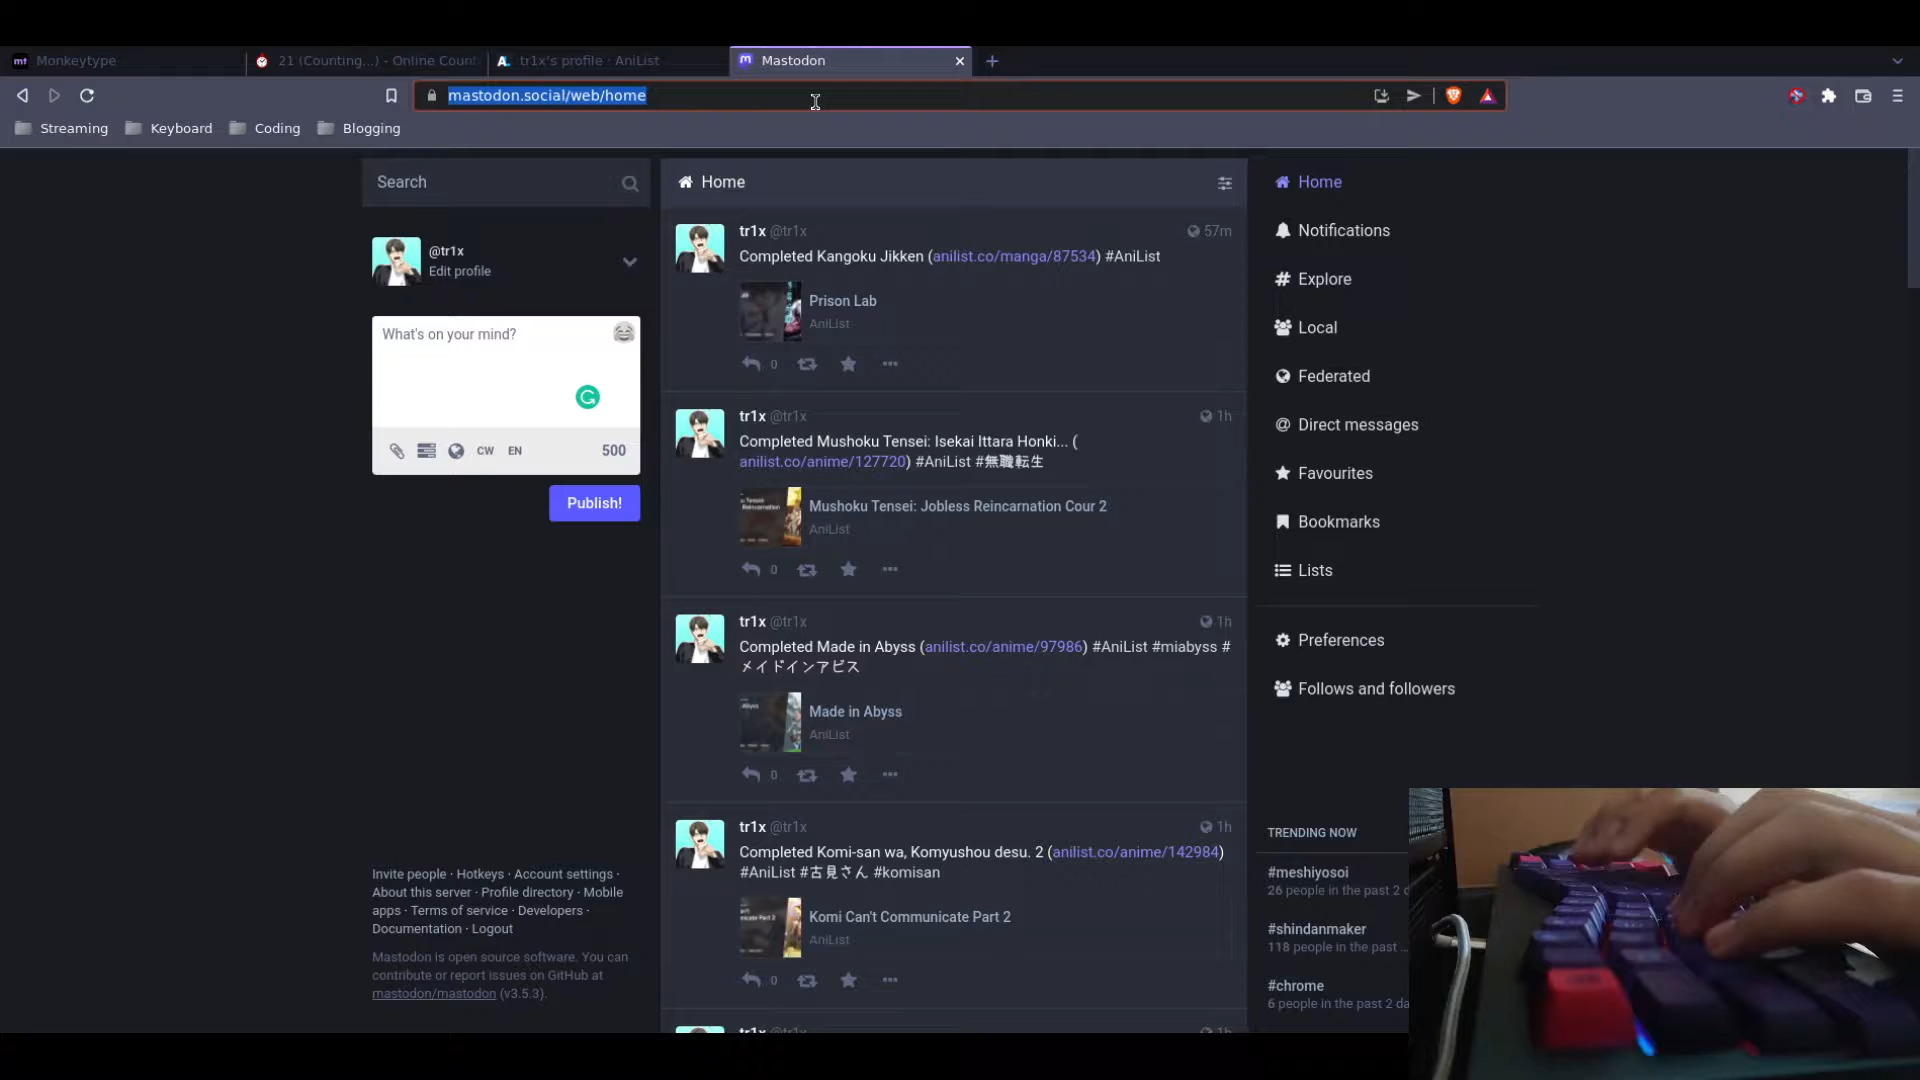 Monkeytype
21 (Counting...) - Online Count
tr1x's profile · AniList
Mastodon
mastodon.social/web/home
Streaming
Keyboard
Coding
Blogging
Search
@tr1x
Edit profile
What's on your mind?
CW
EN
500
Publish!
Invite people · Hotkeys · Account settings ·
About this server · Profile directory · Mobile
apps · Terms of service · Developers ·
Documentation · Logout
Mastodon is open source software. You can
contribute or report issues on GitHub at
mastodon/mastodon (v3.5.3).
Home
tr1x @tr1x
57m
Completed Kangoku Jikken (anilist.co/manga/87534) #AniList
Prison Lab
AniList
0
tr1x @tr1x
1h
Completed Mushoku Tensei: Isekai Ittara Honki... (
anilist.co/anime/127720) #AniList #無職転生
Mushoku Tensei: Jobless Reincarnation Cour 2
AniList
0
tr1x @tr1x
1h
Completed Made in Abyss (anilist.co/anime/97986) #AniList #miabyss #
メイドインアビス
Made in Abyss
AniList
0
tr1x @tr1x
1h
Completed Komi-san wa, Komyushou desu. 2 (anilist.co/anime/142984)
#AniList #古見さん #komisan
Komi Can't Communicate Part 2
AniList
0
tr1x @tr1x
1h
Home
Notifications
Explore
Local
Federated
Direct messages
Favourites
Bookmarks
Lists
Preferences
Follows and followers
TRENDING NOW
#meshiyosoi
26 people in the past 2 d
#shindanmaker
118 people in the past ...
#chrome
6 people in the past 2 da